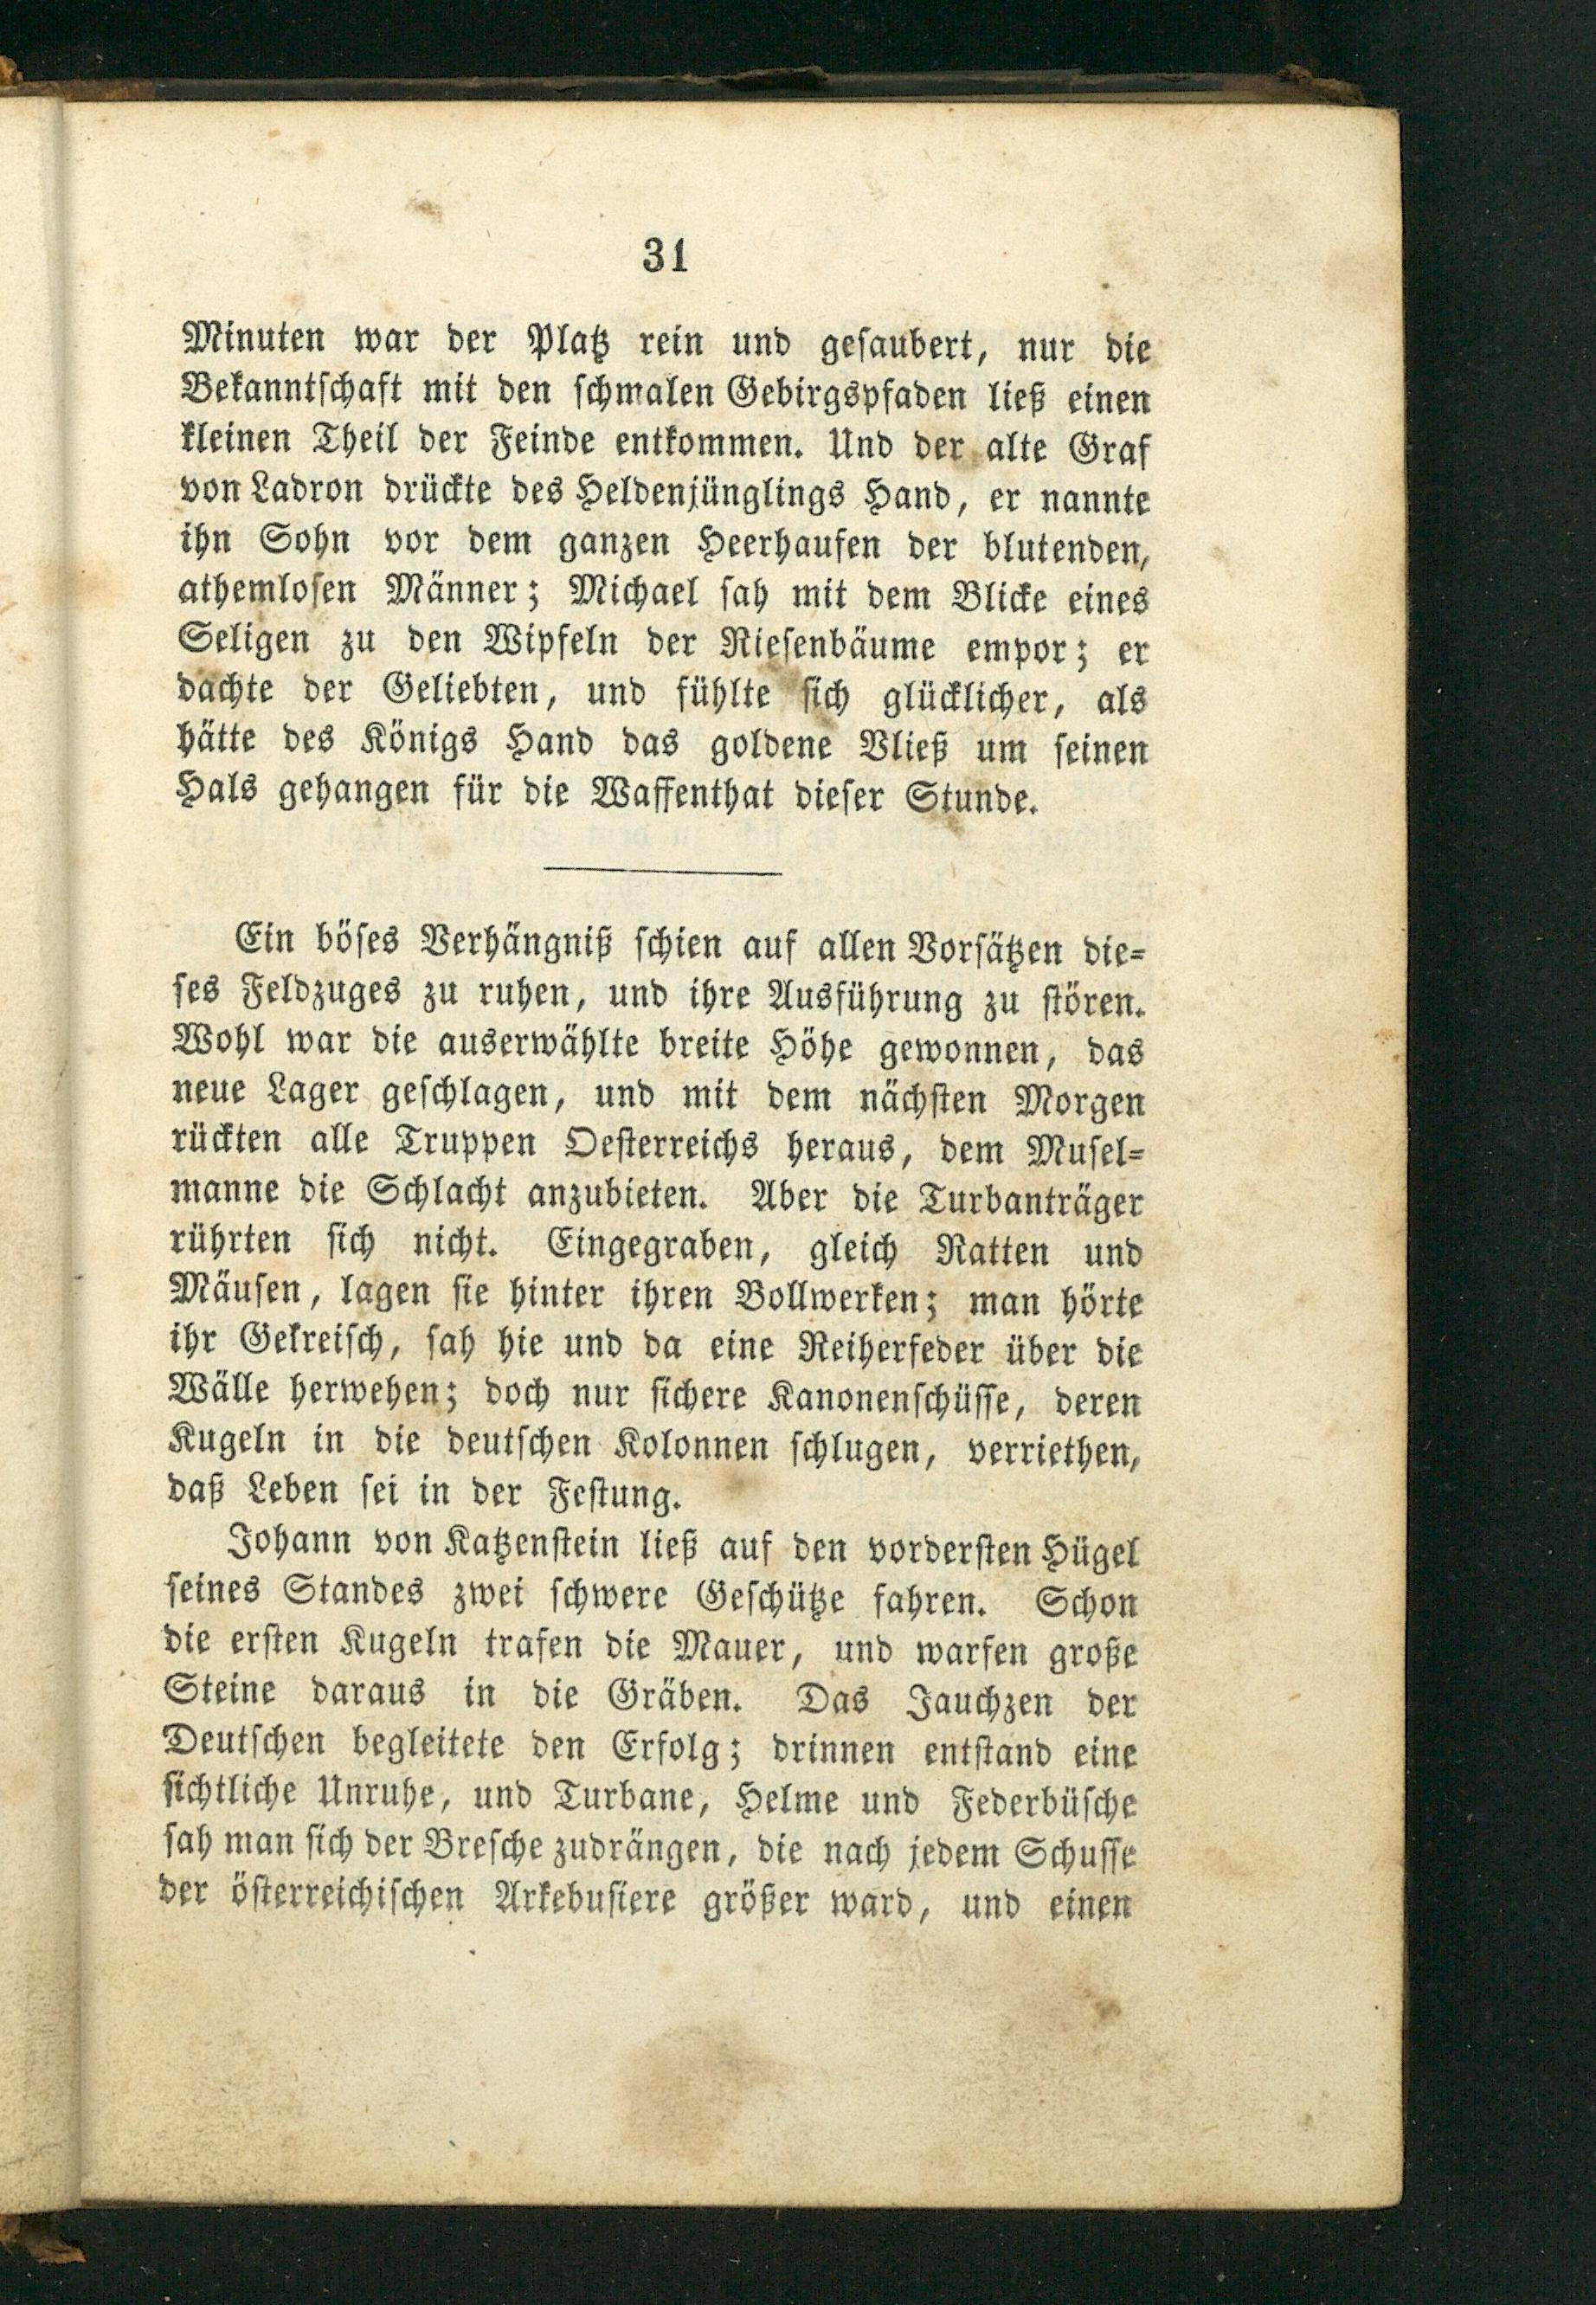 31
Minuten war der Platz rein und gesaubert, nur die
Bekanntschaft mit den schmalen Gebirgspfaden ließ einen
kleinen Theil der Feinde entkommen. Und der alte Graf
von Ladron drückte des Heldenjünglings Hand, er nannte
ihn Sohn vor dem ganzen Heerhaufen der blutenden,
athemlosen Männer; Michael sah mit dem Blicke eines
Seligen zu den Wipfeln der Riesenbäume empor; er
dachte der Geliebten, und fühlte sich glücklicher, als
hätte des Königs Hand das goldene Vließ um seinen
Hals gehangen für die Waffenthat dieser Stunde.
Ein böses Verhängniß schien auf allen Vorsätzen die-
ses Feldzuges zu ruhen, und ihre Ausführung zu stören.
Wohl war die auserwählte breite Höhe gewonnen, das
neue Lager geschlagen, und mit dem nächsten Morgen
rückten alle Truppen Oesterreichs heraus, dem Musel-
manne die Schlacht anzubieten. Aber die Turbanträger
rührten sich nicht. Eingegraben, gleich Ratten und
Mäusen, lagen sie hinter ihren Bollwerken; man hörte
ihr Gekreisch, sah hie und da eine Reiherfeder über die
Wälle herwehen; doch nur sichere Kanonenschüsse, deren
Kugeln in die deutschen Kolonnen schlugen, verriethen,
daß Leben sei in der Festung.
Johann von Katzenstein ließ auf den vordersten Hügel
seines Standes zwei schwere Geschütze fahren. Schon
die ersten Kugeln trafen die Mauer, und warfen große
Steine daraus in die Gräben. Das Jauchzen der
Deutschen begleitete den Erfolg; drinnen entstand eine
sichtliche Unruhe, und Turbane, Helme und Federbüsche
sah man sich der Bresche zudrängen, die nach jedem Schusse
der österreichischen Arkebusiere größer ward, und einen